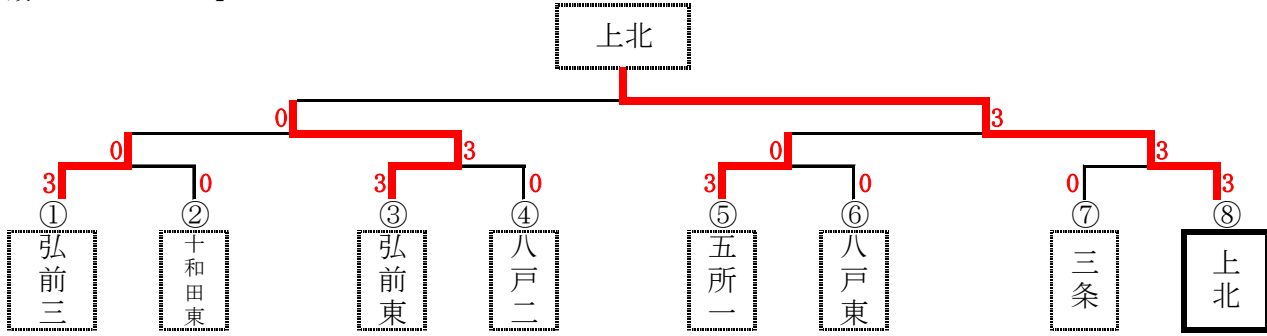 上北
0 3
0 3 0 3
3 0 3 0 3 0 0 3
① ② ③ ④ ⑤ ⑥ ⑦ ⑧
弘前三
十和田東
弘前東
八戸二
五所一
八戸東
三条
上北